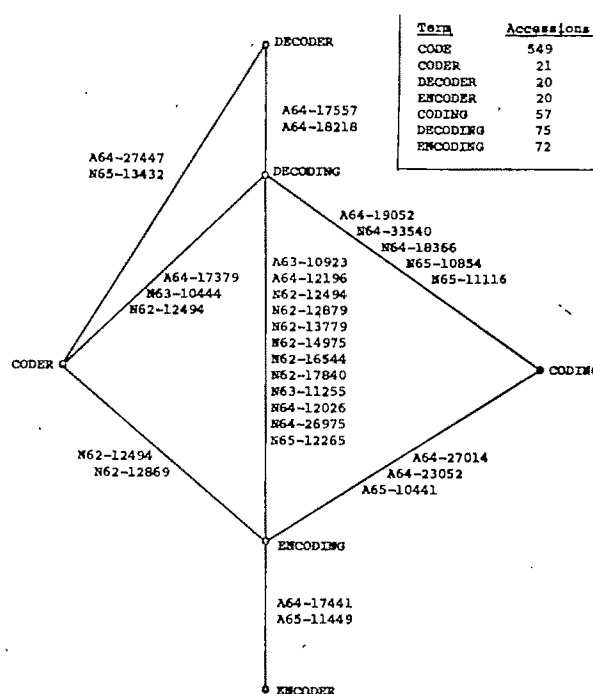 Term Accessions
CODE 549
CODER 21
DECODER 20
ENCODER 20
CODING 57
DECODING 75
ENCODING 72
DECODER
A64-17557
A64-18218
A64-27447
N65-13432
DECODING
A64-19052
N64-33540
N64-18366
N65-10854
N65-11116
A64-17379
N63-10444
N62-12494
A63-10923
A64-12196
N62-12494
N62-12879
N62-13779
N62-14975
N62-16544
N62-17840
N63-11255
N64-12026
N64-26975
N65-12265
CODER
CODING
N62-12494
N62-12869
A64-27014
A64-23052
A65-10441
ENCODING
A64-17441
A65-11449
ENCODER